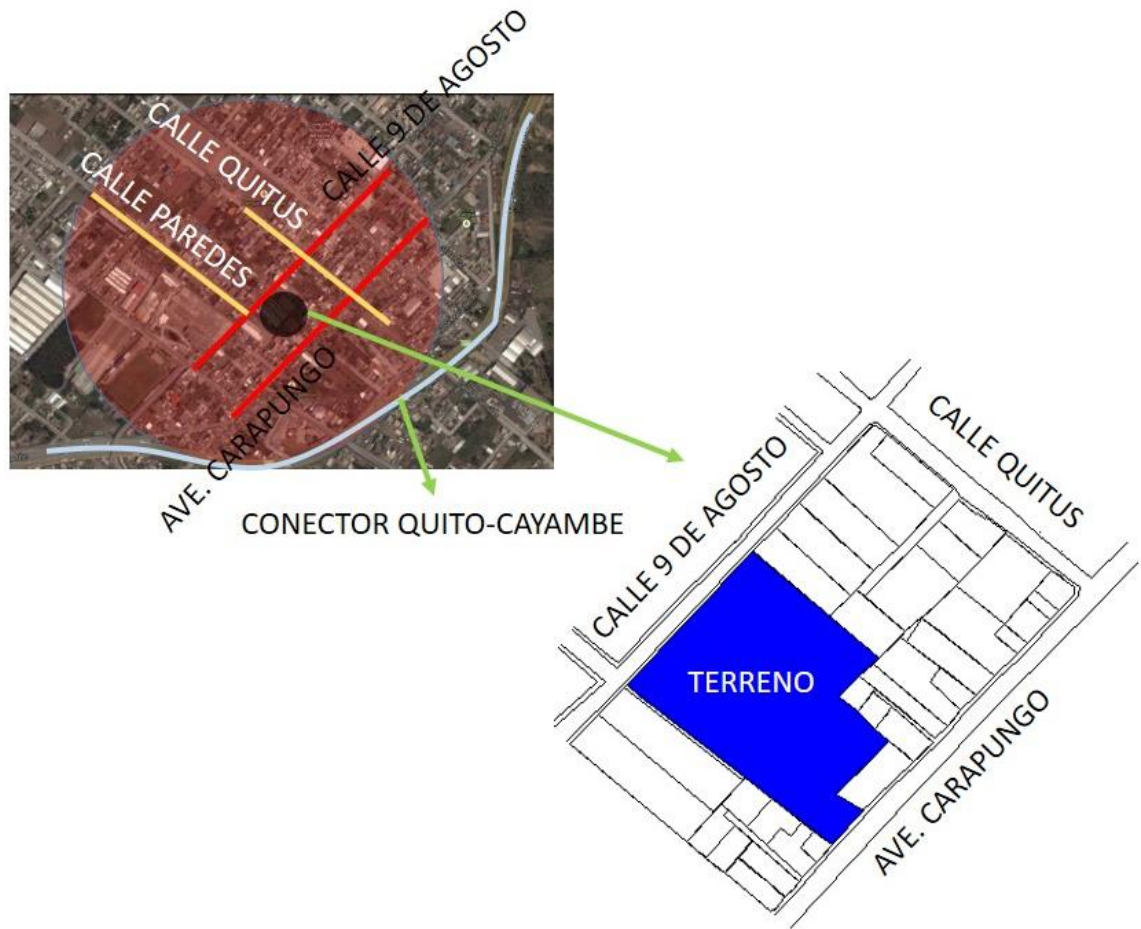 CALLE 9 DE AGOSTO
CALLE QUITUS
CALLE PAREDES
AVE. CARAPUNGO
CONECTOR QUITO-CAYAMBE
CALLE QUITUS
CALLE 9 DE AGOSTO
TERRENO
AVE. CARAPUNGO